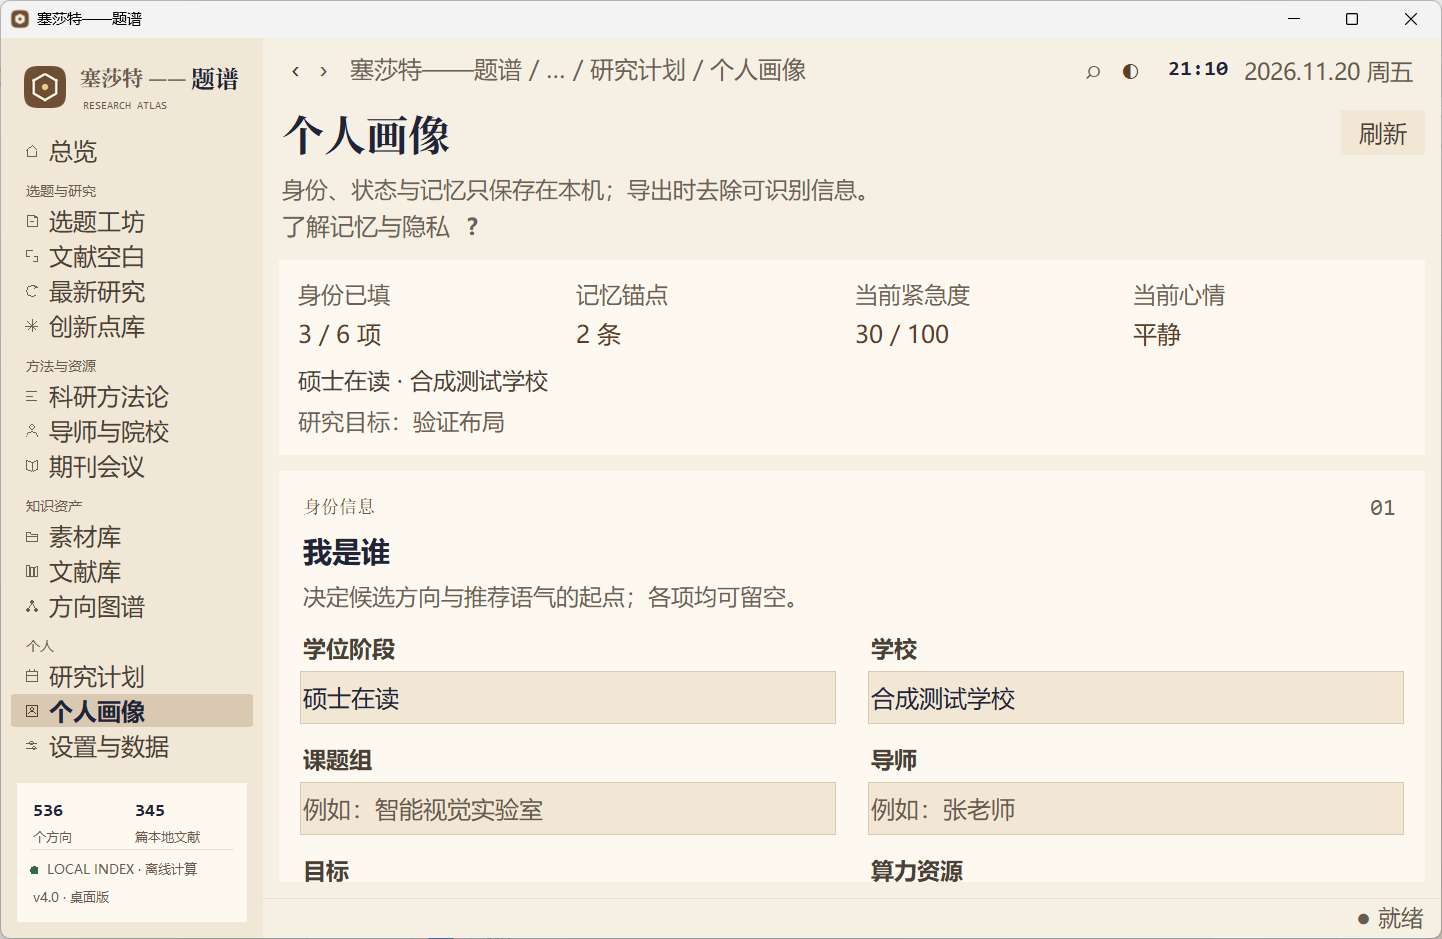 塞莎特——题谱
塞莎特 —— 题谱
RESEARCH ATLAS
总览
选题与研究
选题工坊
文献空白
最新研究
创新点库
方法与资源
科研方法论
导师与院校
期刊会议
知识资产
素材库
文献库
方向图谱
个人
研究计划
个人画像
设置与数据
536 345
个方向 篇本地文献
LOCAL INDEX · 离线计算
v4.0 · 桌面版
‹ › 塞莎特——题谱 / ... / 研究计划 / 个人画像
21:10 2026.11.20 周五
个人画像
刷新
身份、状态与记忆只保存在本机；导出时去除可识别信息。
了解记忆与隐私 ?
身份已填 记忆锚点 当前紧急度 当前心情
3 / 6 项 2 条 30 / 100 平静
硕士在读 · 合成测试学校
研究目标：验证布局
身份信息 01
我是谁
决定候选方向与推荐语气的起点；各项均可留空。
学位阶段 学校
硕士在读 合成测试学校
课题组 导师
例如：智能视觉实验室 例如：张老师
目标 算力资源
● 就绪